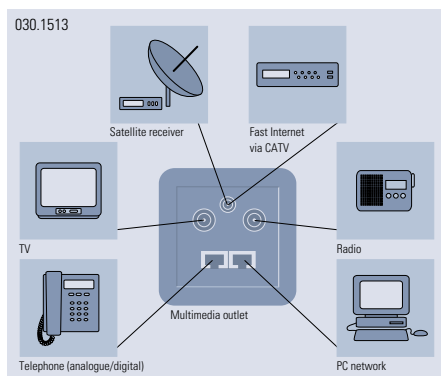 030.1513
Satellite receiver
Fast Internet
via CATV
TV
Radio
Multimedia outlet
Telephone (analogue/digital)
PC network